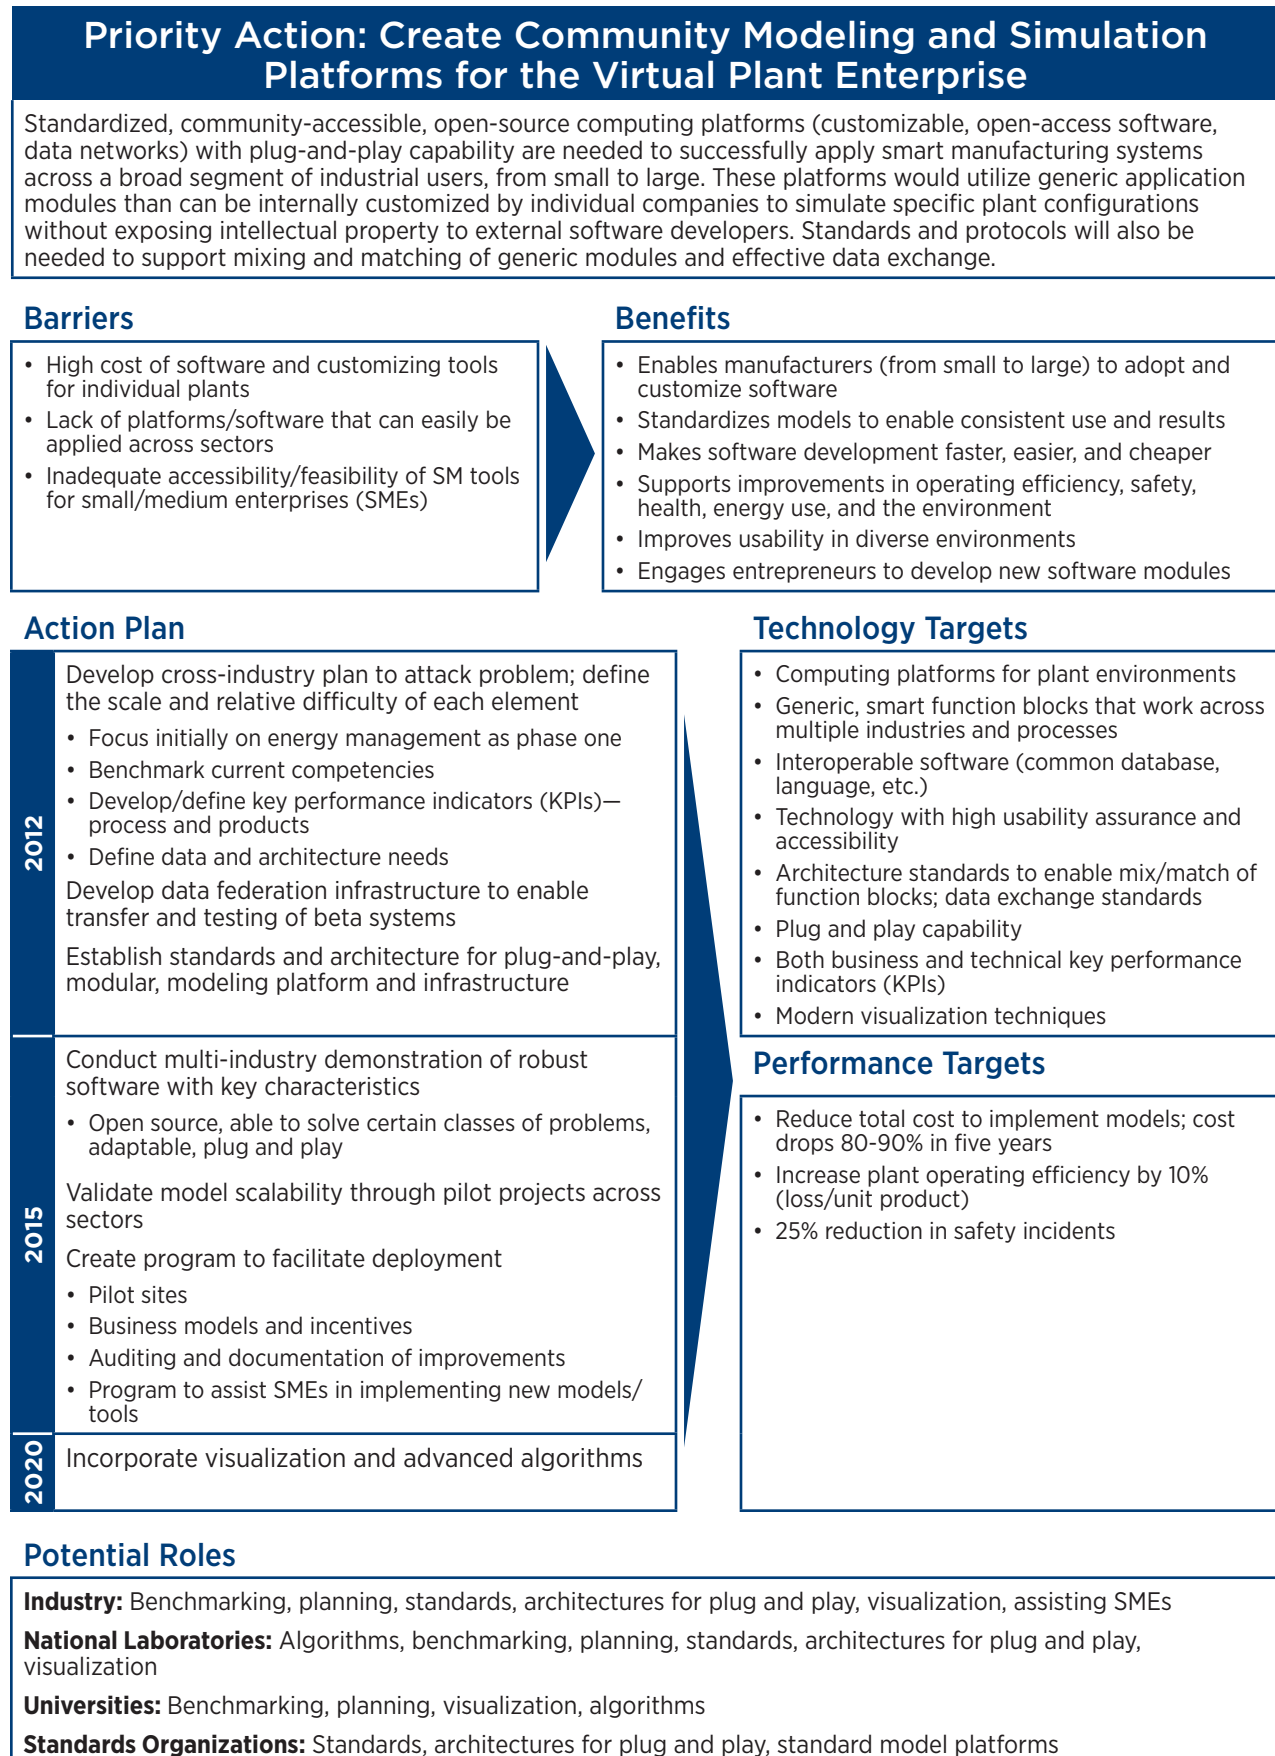 Priority Action: Create Community Modeling and Simulation
Platforms for the Virtual Plant Enterprise
Standardized, community-accessible, open-source computing platforms (customizable, open-access software,
data networks) with plug-and-play capability are needed to successfully apply smart manufacturing systems
across a broad segment of industrial users, from small to large. These platforms would utilize generic application
modules than can be internally customized by individual companies to simulate specific plant configurations
without exposing intellectual property to external software developers. Standards and protocols will also be
needed to support mixing and matching of generic modules and effective data exchange.
Barriers
• High cost of software and customizing tools
for individual plants
• Lack of platforms/software that can easily be
applied across sectors
• Inadequate accessibility/feasibility of SM tools
for small/medium enterprises (SMEs)
Benefits
• Enables manufacturers (from small to large) to adopt and
customize software
• Standardizes models to enable consistent use and results
• Makes software development faster, easier, and cheaper
• Supports improvements in operating efficiency, safety,
health, energy use, and the environment
• Improves usability in diverse environments
• Engages entrepreneurs to develop new software modules
Action Plan
2012
Develop cross-industry plan to attack problem; define
the scale and relative difficulty of each element
• Focus initially on energy management as phase one
• Benchmark current competencies
• Develop/define key performance indicators (KPIs)—
process and products
• Define data and architecture needs
Develop data federation infrastructure to enable
transfer and testing of beta systems
Establish standards and architecture for plug-and-play,
modular, modeling platform and infrastructure
2015
Conduct multi-industry demonstration of robust
software with key characteristics
• Open source, able to solve certain classes of problems,
adaptable, plug and play
Validate model scalability through pilot projects across
sectors
Create program to facilitate deployment
• Pilot sites
• Business models and incentives
• Auditing and documentation of improvements
• Program to assist SMEs in implementing new models/
tools
2020
Incorporate visualization and advanced algorithms
Technology Targets
• Computing platforms for plant environments
• Generic, smart function blocks that work across
multiple industries and processes
• Interoperable software (common database,
language, etc.)
• Technology with high usability assurance and
accessibility
• Architecture standards to enable mix/match of
function blocks; data exchange standards
• Plug and play capability
• Both business and technical key performance
indicators (KPIs)
• Modern visualization techniques
Performance Targets
• Reduce total cost to implement models; cost
drops 80-90% in five years
• Increase plant operating efficiency by 10%
(loss/unit product)
• 25% reduction in safety incidents
Potential Roles
Industry: Benchmarking, planning, standards, architectures for plug and play, visualization, assisting SMEs
National Laboratories: Algorithms, benchmarking, planning, standards, architectures for plug and play,
visualization
Universities: Benchmarking, planning, visualization, algorithms
Standards Organizations: Standards, architectures for plug and play, standard model platforms